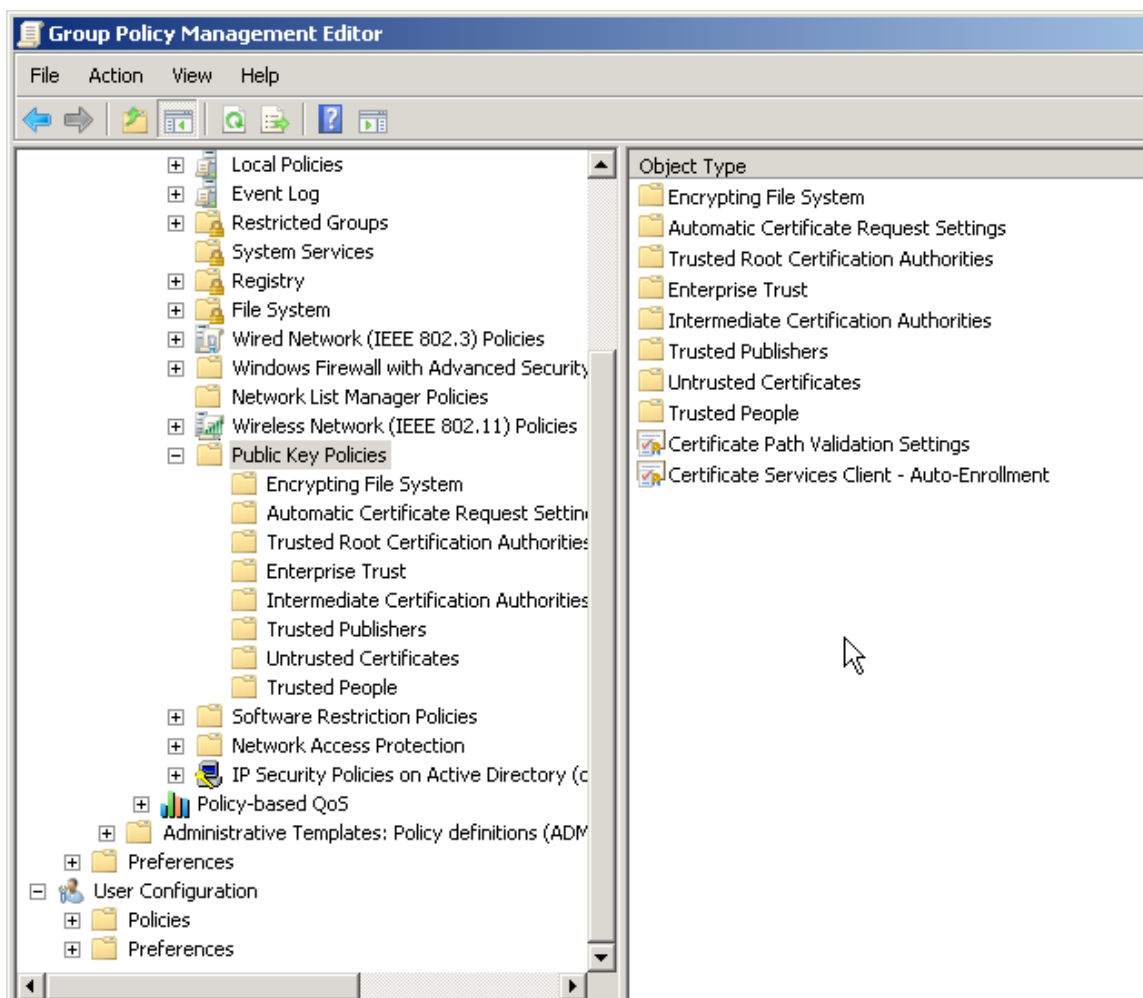 Group Policy Management Editor
File Action View Help
Local Policies
Event Log
Restricted Groups
System Services
Registry
File System
Wired Network (IEEE 802.3) Policies
Windows Firewall with Advanced Security
Network List Manager Policies
Wireless Network (IEEE 802.11) Policies
Public Key Policies
Encrypting File System
Automatic Certificate Request Settin
Trusted Root Certification Authorities
Enterprise Trust
Intermediate Certification Authorities
Trusted Publishers
Untrusted Certificates
Trusted People
Software Restriction Policies
Network Access Protection
IP Security Policies on Active Directory (c
Policy-based QoS
Administrative Templates: Policy definitions (ADM
Preferences
User Configuration
Policies
Preferences
Object Type
Encrypting File System
Automatic Certificate Request Settings
Trusted Root Certification Authorities
Enterprise Trust
Intermediate Certification Authorities
Trusted Publishers
Untrusted Certificates
Trusted People
Certificate Path Validation Settings
Certificate Services Client - Auto-Enrollment